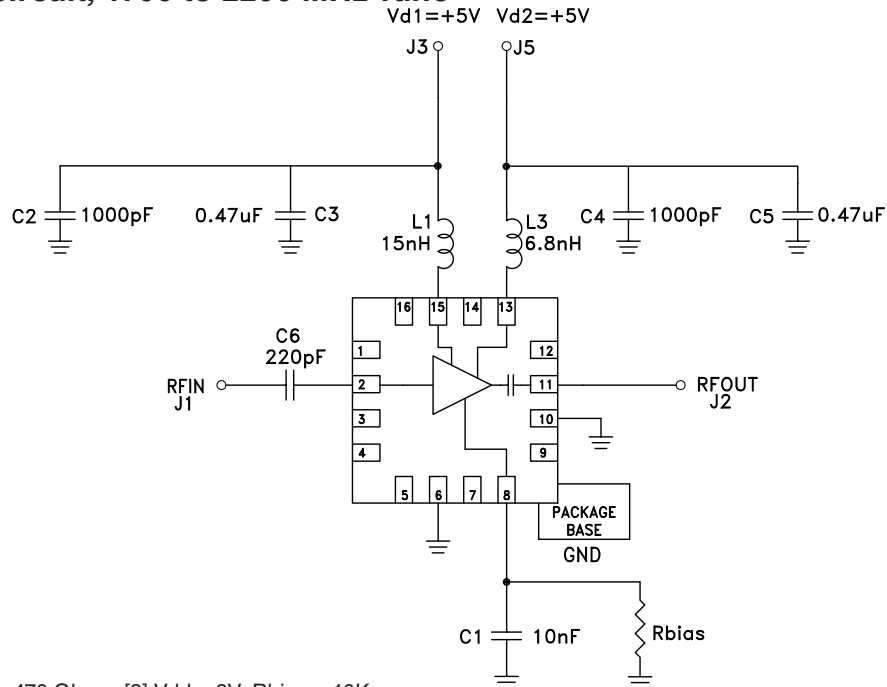 Vd1=+5V Vd2=+5V
J3 J5
C2 1000pF 0.47uF C3
L1
15nH
L3
6.8nH
C4 1000pF C5 0.47uF
16 15 14 13
C6
220pF
1 12
RFIN
J1
2 11
RFOUT
J2
3 10
4 9
5 6 7 8
PACKAGE
BASE
GND
C1 10nF Rbias